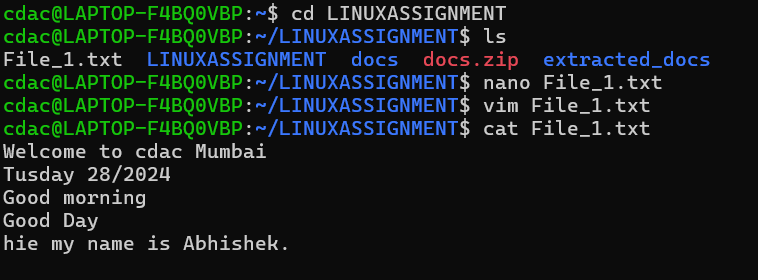 cdac@LAPTOP-F4BQ0VBP:~$ cd LINUXASSIGNMENT
cdac@LAPTOP-F4BQ0VBP:~/LINUXASSIGNMENT$ ls
File_1.txt  LINUXASSIGNMENT  docs  docs.zip  extracted_docs
cdac@LAPTOP-F4BQ0VBP:~/LINUXASSIGNMENT$ nano File_1.txt
cdac@LAPTOP-F4BQ0VBP:~/LINUXASSIGNMENT$ vim File_1.txt
cdac@LAPTOP-F4BQ0VBP:~/LINUXASSIGNMENT$ cat File_1.txt
Welcome to cdac Mumbai
Tusday 28/2024
Good morning
Good Day
hie my name is Abhishek.